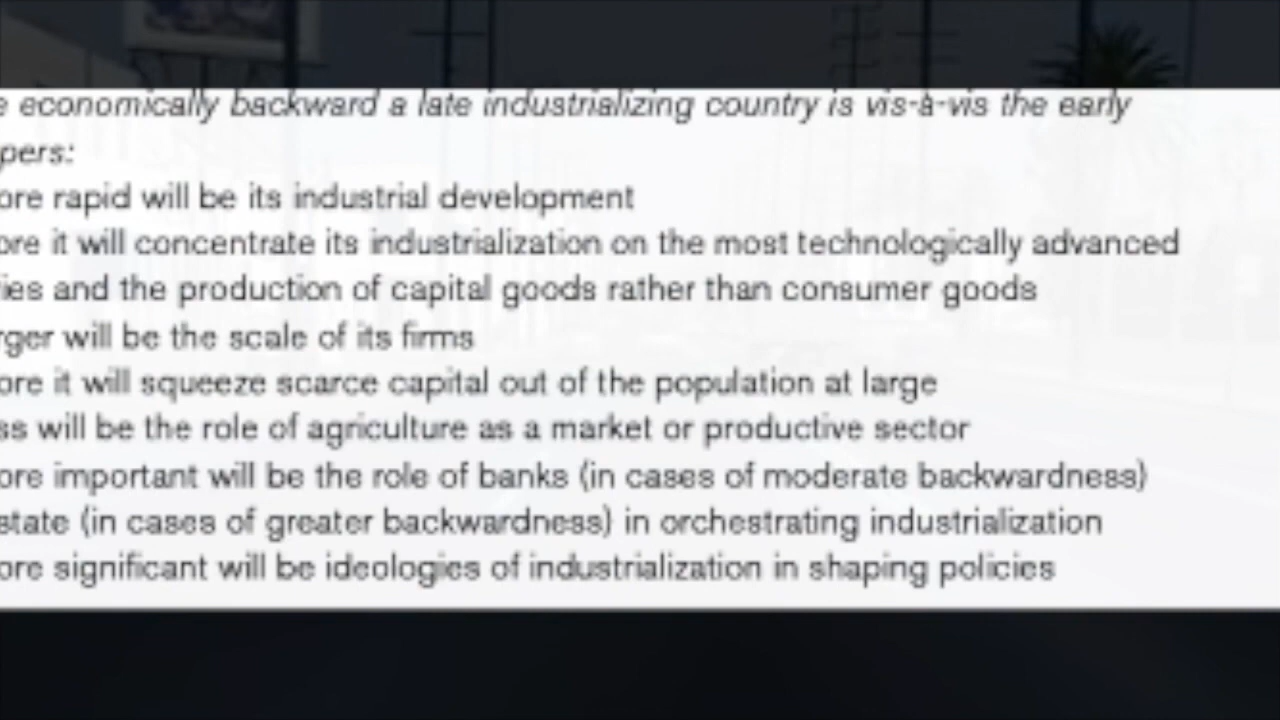 e economically backward a late industrializing country is vis-à-vis the early
pers:
ore rapid will be its industrial development
ore it will concentrate its industrialization on the most technologically advanced
ies and the production of capital goods rather than consumer goods
rger will be the scale of its firms
ore it will squeeze scarce capital out of the population at large
ss will be the role of agriculture as a market or productive sector
ore important will be the role of banks (in cases of moderate backwardness)
state (in cases of greater backwardness) in orchestrating industrialization
ore significant will be ideologies of industrialization in shaping policies